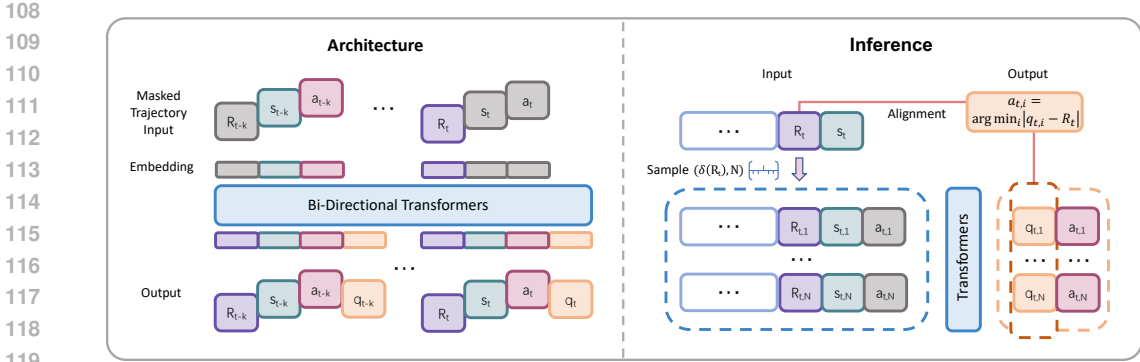 108
109
110
111
112
113
114
115
116
117
118
119
Architecture
Masked
Trajectory
Input
R_{t-k} s_{t-k} a_{t-k} ... R_t s_t a_t
Embedding
Bi-Directional Transformers
...
Output
R_{t-k} s_{t-k} a_{t-k} q_{t-k} R_t s_t a_t q_t
Inference
Input
Output
... R_t s_t
Alignment
a_{t,i} =
arg min_i|q_{t,i} − R_t|
Sample (δ(R_t), N)
... R_{t,1} s_{t,1} a_{t,1}
...
... R_{t,N} s_{t,N} a_{t,N}
Transformers
q_{t,1} a_{t,1}
... ...
q_{t,N} a_{t,N}